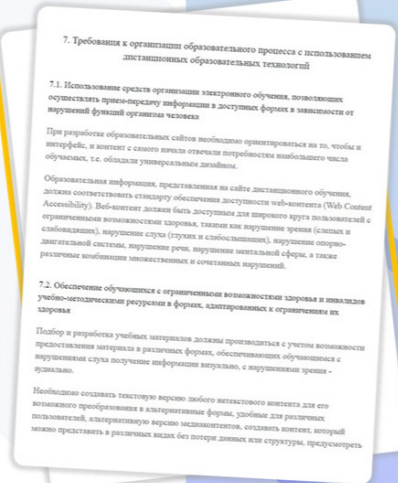 7. Требования к организации образовательного процесса с использованием
дистанционных образовательных технологий
7.1. Использование средств организации электронного обучения, позволяющих
осуществлять прием-передачу информации в доступных формах в зависимости от
нарушений функций организма человека
При разработке образовательных сайтов необходимо ориентироваться на то, чтобы и
интерфейс, и контент с самого начала отвечали потребностям наибольшего числа
обучаемых, т.е. обладали универсальным дизайном.
Образовательная информация, представленная на сайте дистанционного обучения,
должна соответствовать стандарту обеспечения доступности web-контента (Web Content
Accessibility). Веб-контент должен быть доступным для широкого круга пользователей с
ограниченными возможностями здоровья, такими как нарушение зрения (слепых и
слабовидящих), нарушение слуха (глухих и слабослышащих), нарушение опорно-
двигательной системы, нарушение речи, нарушение ментальной сферы, а также
различные комбинации множественных и сочетанных нарушений.
7.2. Обеспечение обучающихся с ограниченными возможностями здоровья и инвалидов
учебно-методическими ресурсами в формах, адаптированных к ограничениям их
здоровья
Подбор и разработка учебных материалов должны производиться с учетом возможности
предоставления материала в различных формах, обеспечивающих обучающимся с
нарушениями слуха получение информации визуально, с нарушениями зрения -
аудиально.
Необходимо создавать текстовую версию любого нетекстового контента для его
возможного преобразования в альтернативные формы, удобные для различных
пользователей, альтернативную версию медиаконтентов, создавать контент, который
можно представить в различных видах без потери данных или структуры, предусмотреть